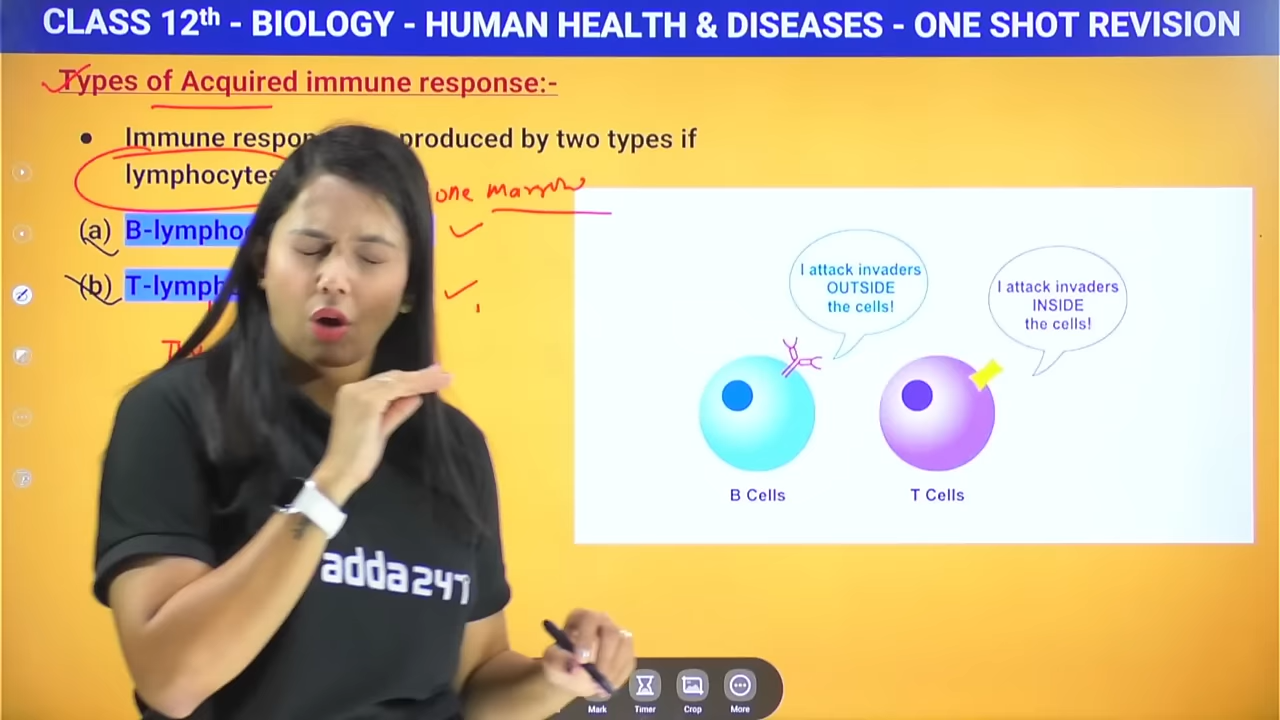 CLASS 12th - BIOLOGY - HUMAN HEALTH & DISEASES - ONE SHOT REVISION
Types of Acquired immune response:-
• Immune respon produced by two types if
lymphocytes
one marrow
(a) B-lympho
(b) T-lymph
I attack invaders
OUTSIDE
the cells!
I attack invaders
INSIDE
the cells!
B Cells
T Cells
adda247
Mark
Timer
Crop
More